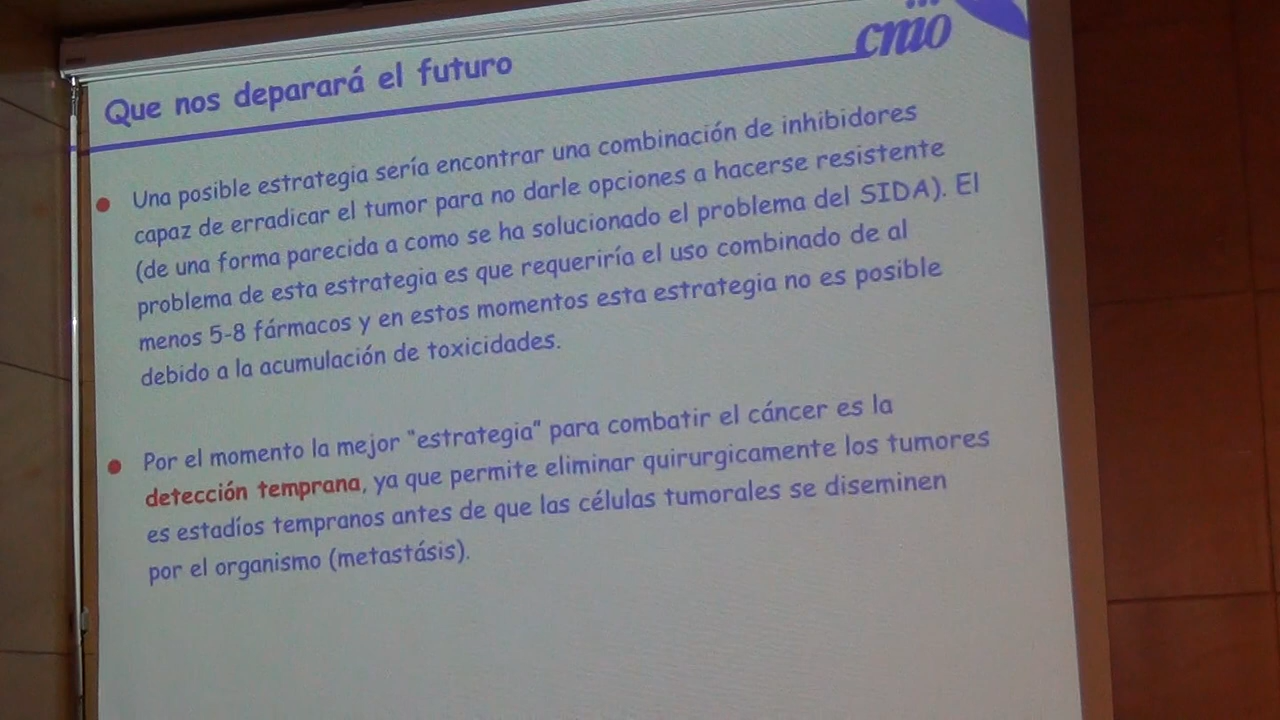 cnio
Que nos deparará el futuro
Una posible estrategia sería encontrar una combinación de inhibidores
capaz de erradicar el tumor para no darle opciones a hacerse resistente
(de una forma parecida a como se ha solucionado el problema del SIDA). El
problema de esta estrategia es que requeriría el uso combinado de al
menos 5-8 fármacos y en estos momentos esta estrategia no es posible
debido a la acumulación de toxicidades.
Por el momento la mejor "estrategia" para combatir el cáncer es la
detección temprana, ya que permite eliminar quirurgicamente los tumores
es estadíos tempranos antes de que las células tumorales se diseminen
por el organismo (metastásis).